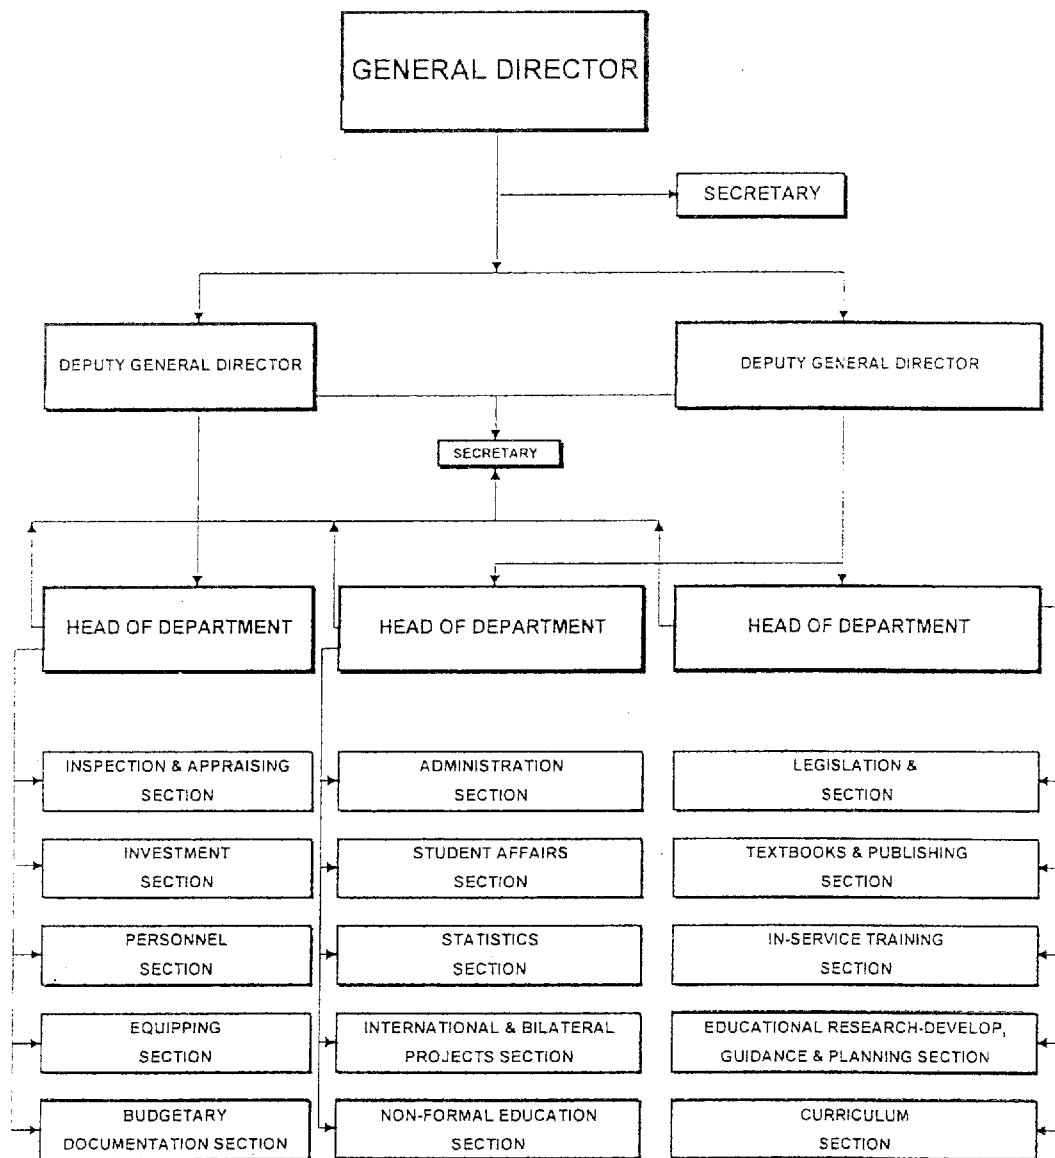 GENERAL DIRECTOR
SECRETARY
DEPUTY GENERAL DIRECTOR
DEPUTY GENERAL DIRECTOR
SECRETARY
HEAD OF DEPARTMENT
HEAD OF DEPARTMENT
HEAD OF DEPARTMENT
INSPECTION & APPRAISING
SECTION
ADMINISTRATION
SECTION
LEGISLATION &
SECTION
INVESTMENT
SECTION
STUDENT AFFAIRS
SECTION
TEXTBOOKS & PUBLISHING
SECTION
PERSONNEL
SECTION
STATISTICS
SECTION
IN-SERVICE TRAINING
SECTION
EQUIPPING
SECTION
INTERNATIONAL & BILATERAL
PROJECTS SECTION
EDUCATIONAL RESEARCH-DEVELOP,
GUIDANCE & PLANNING SECTION
BUDGETARY
DOCUMENTATION SECTION
NON-FORMAL EDUCATION
SECTION
CURRICULUM
SECTION